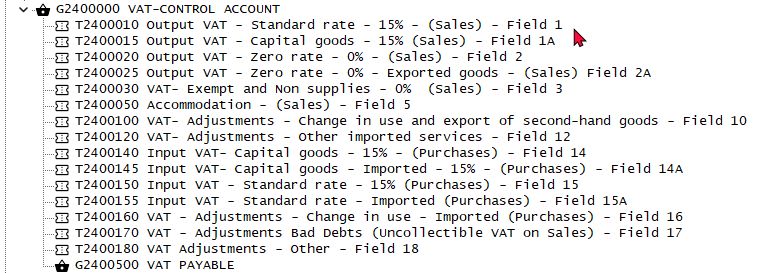 G2400000 VAT-CONTROL ACCOUNT
T2400010 Output VAT - Standard rate - 15% - (Sales) - Field 1
T2400015 Output VAT - Capital goods - 15% (Sales) - Field 1A
T2400020 Output VAT - Zero rate - 0% - (Sales) - Field 2
T2400025 Output VAT - Zero rate - 0% - Exported goods - (Sales) Field 2A
T2400030 VAT- Exempt and Non supplies - 0%  (Sales) - Field 3
T2400050 Accommodation - (Sales) - Field 5
T2400100 VAT- Adjustments - Change in use and export of second-hand goods - Field 10
T2400120 VAT- Adjustments - Other imported services - Field 12
T2400140 Input VAT- Capital goods - 15% - (Purchases) - Field 14
T2400145 Input VAT- Capital goods - Imported - 15% - (Purchases) - Field 14A
T2400150 Input VAT - Standard rate - 15% (Purchases) - Field 15
T2400155 Input VAT - Standard rate - Imported (Purchases) - Field 15A
T2400160 VAT - Adjustments - Change in use - Imported (Purchases) - Field 16
T2400170 VAT - Adjustments Bad Debts (Uncollectible VAT on Sales) - Field 17
T2400180 VAT Adjustments - Other - Field 18
G2400500 VAT PAYABLE